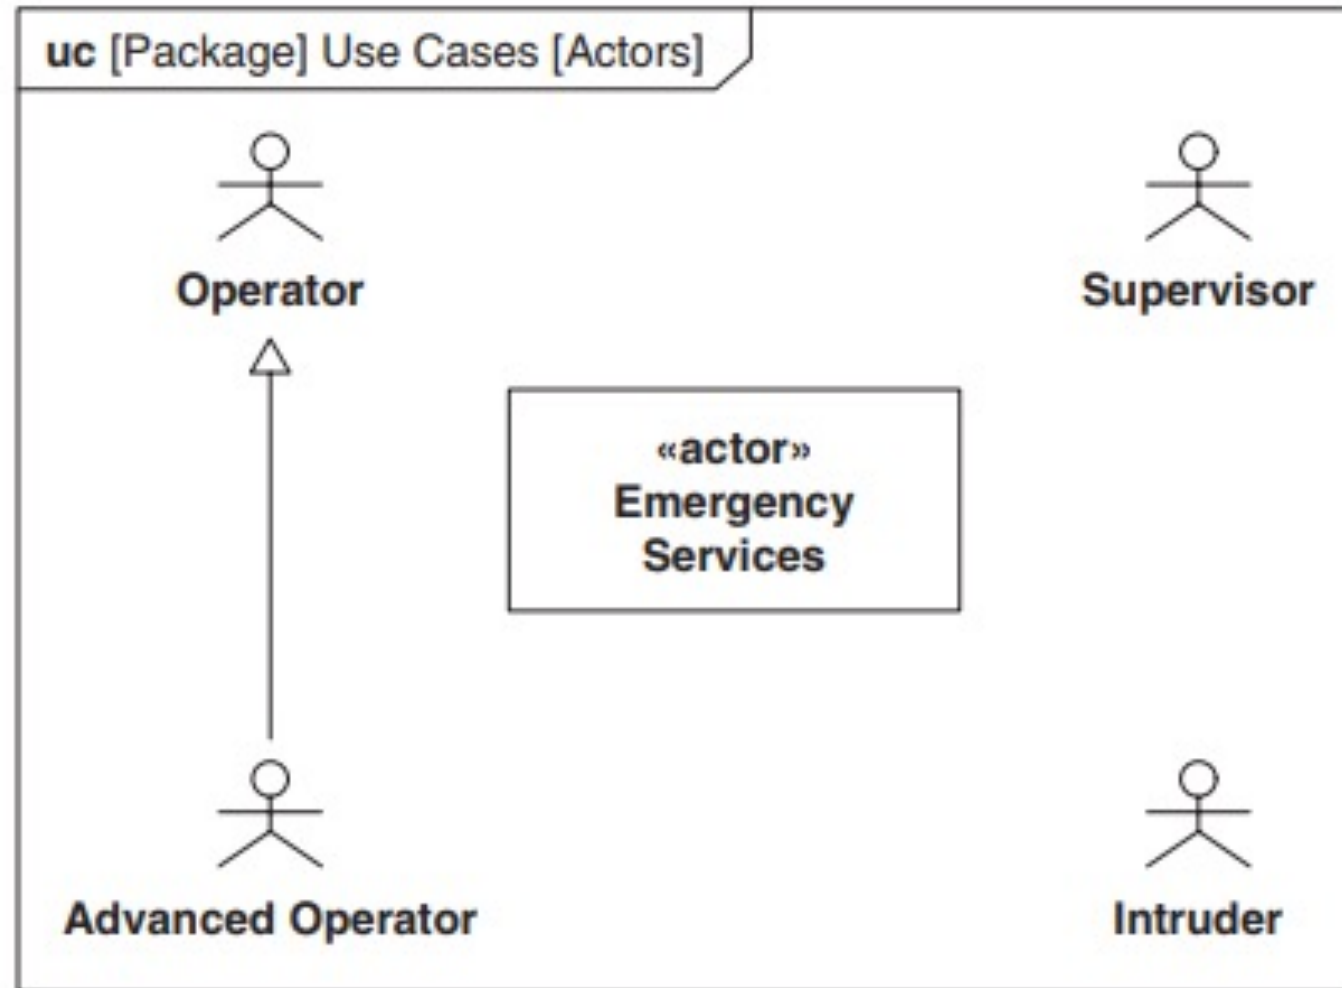 uc [Package] Use Cases [Actors]
Operator
Supervisor
«actor»
Emergency
Services
Advanced Operator
Intruder